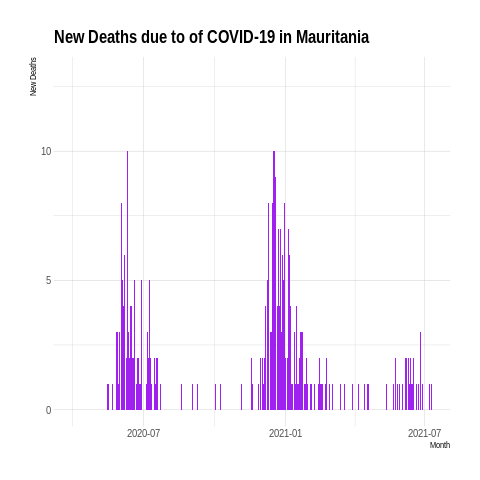 New Deaths due to of COVID-19 in Mauritania
New Deaths
10
5
0
2020-07
2021-01
2021-07
Month